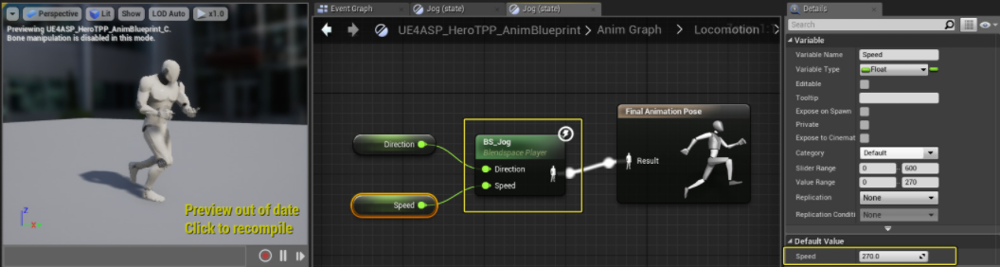 Perspective Lit Show LOD Auto x1.0
Previewing UE4ASP_HeroTPP_AnimBlueprint_C.
Bone manipulation is disabled in this mode.
Z
X
Preview out of date
Click to recompile
Event Graph Jog (state) Jog (state)
UE4ASP_HeroTPP_AnimBlueprint > Anim Graph > Locomotion
Direction
Speed
BS_Jog
Blendspace Player
Direction
Speed
Final Animation Pose
Result
Details
Search
Variable
Variable Name Speed
Variable Type Float
Editable
Tooltip
Expose on Spawn
Private
Expose to Cinemat
Category Default
Slider Range 0 600
Value Range 0 270
Replication None
Replication Conditi None
Default Value
Speed 270.0